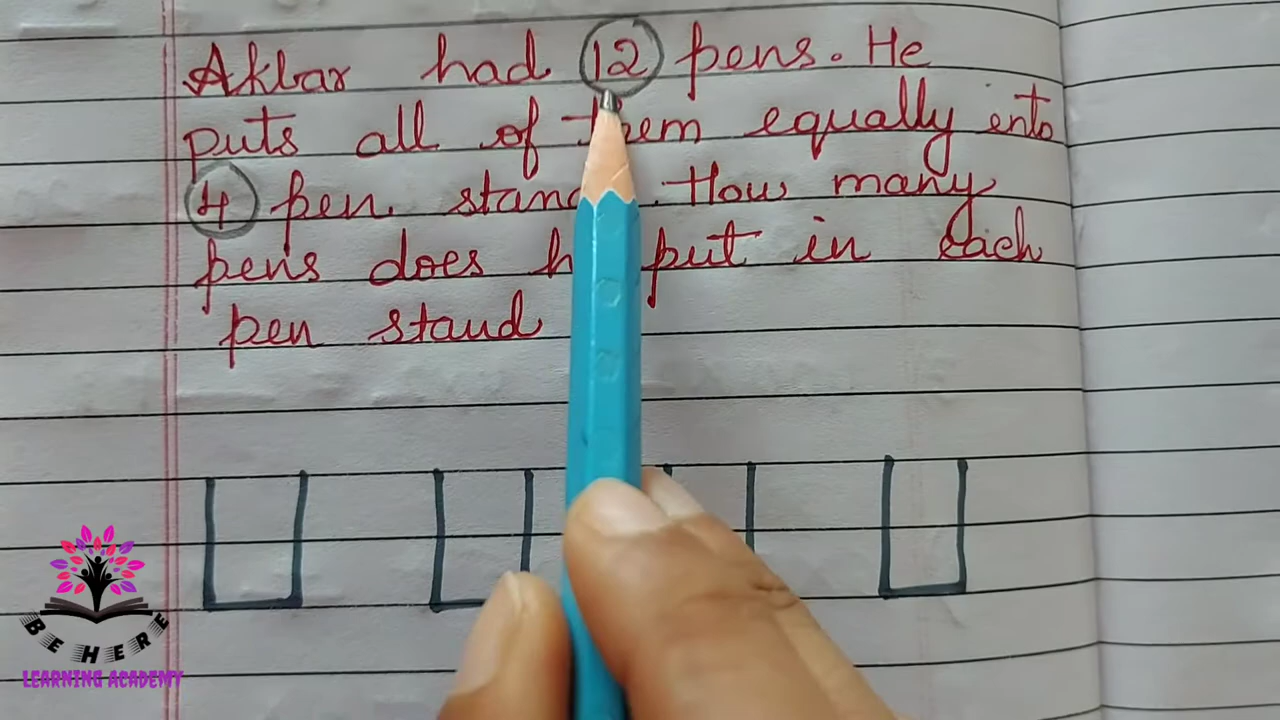 Akbar had 12 pens. He
puts all of them equally into
4 pen stand. How many
pens does put in each
pen stand
BE HERE
LEARNING ACADEMY